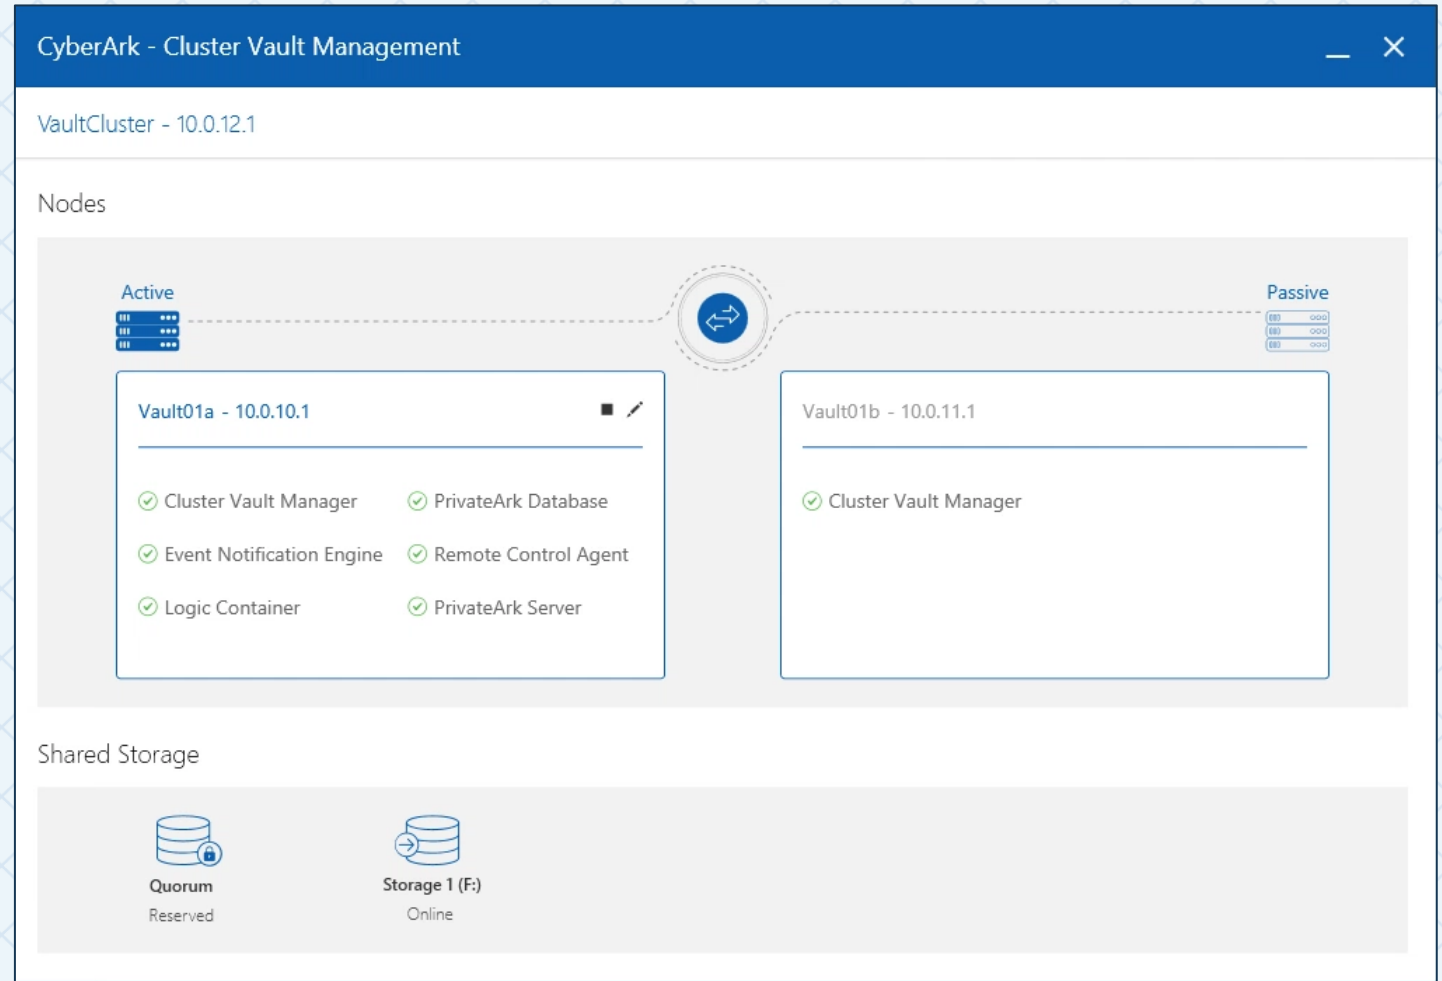 CyberArk - Cluster Vault Management
VaultCluster - 10.0.12.1
Nodes
Active
Passive
Vault01a - 10.0.10.1
Vault01b - 10.0.11.1
Cluster Vault Manager
PrivateArk Database
Cluster Vault Manager
Event Notification Engine
Remote Control Agent
Logic Container
PrivateArk Server
Shared Storage
Quorum
Storage 1 (F:)
Reserved
Online